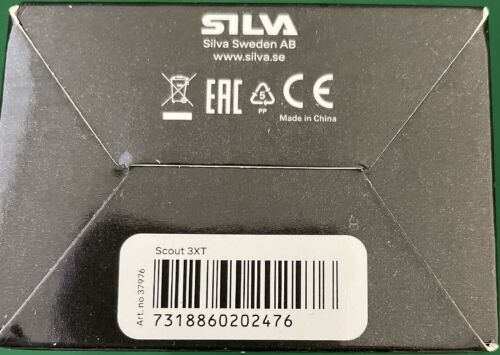 SILVA
Silva Sweden AB
www.silva.se
EAC
5
PP
CE
Made in China
Scout 3XT
Art.no 37976
7318860202476